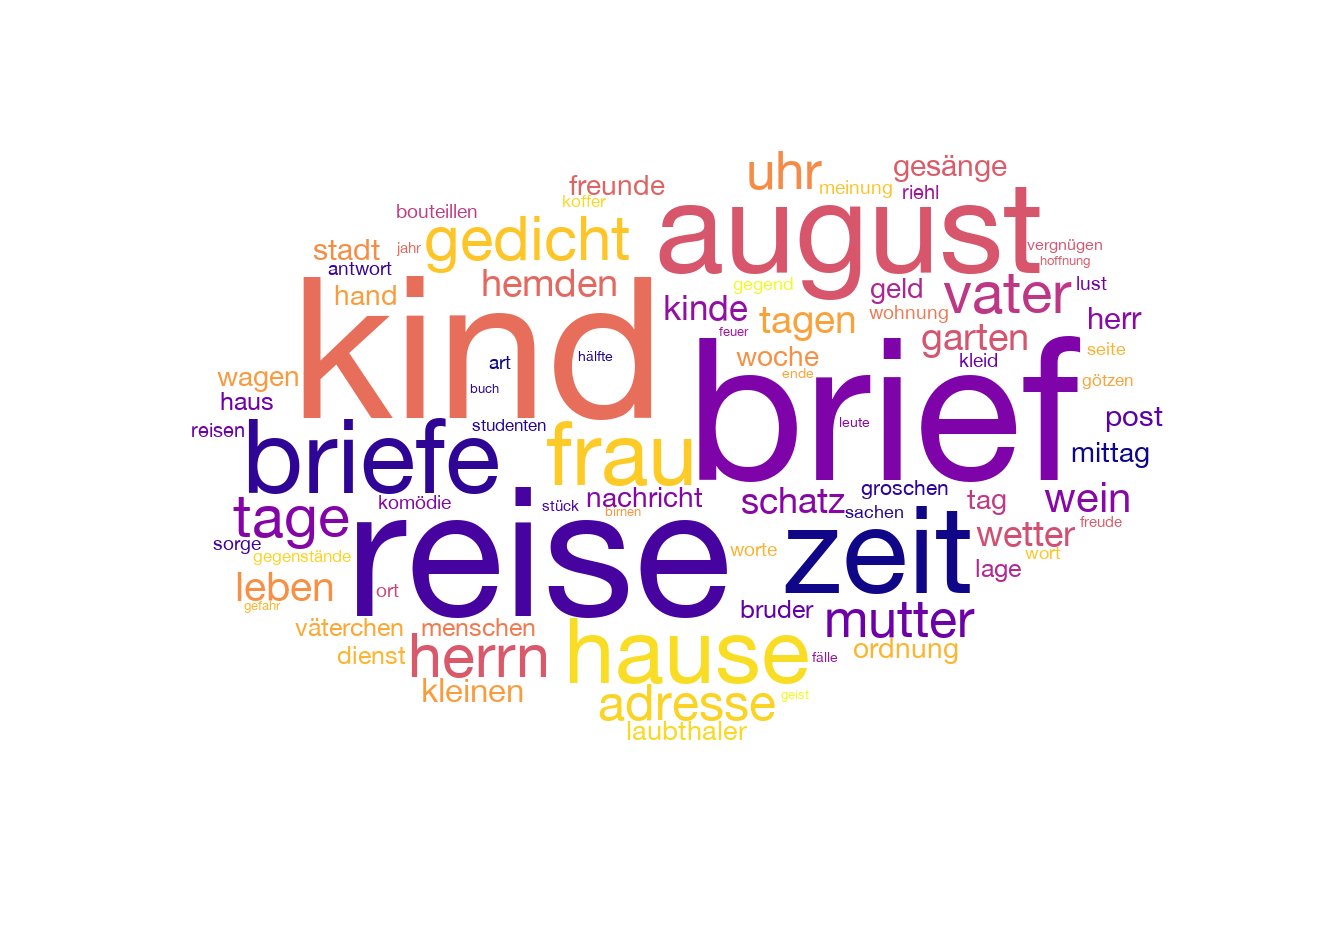 uhr
gesänge
freunde
meinung
riehl
koffer
bouteillen
august
gedicht
stadt
jahr
vergnügen
hoffnung
antwort
hemden
gegend
geld
vater
lust
hand
kind
kinde
tagen
wohnung
herr
feuer
garten
brief
art
hälfte
woche
kleid
seite
wagen
buch
ende
götzen
haus
reisen
studenten
leute
post
briefe
frau
mittag
tage
komödie
reise
stück
nachricht
schatz
groschen
tag
wein
birnen
zeit
sachen
wetter
freude
sorge
gegenstände
worte
wort
lage
leben
ort
gefahr
bruder
mutter
väterchen
menschen
hause
ordnung
dienst
herrn
fälle
kleinen
adresse
geist
laubthaler